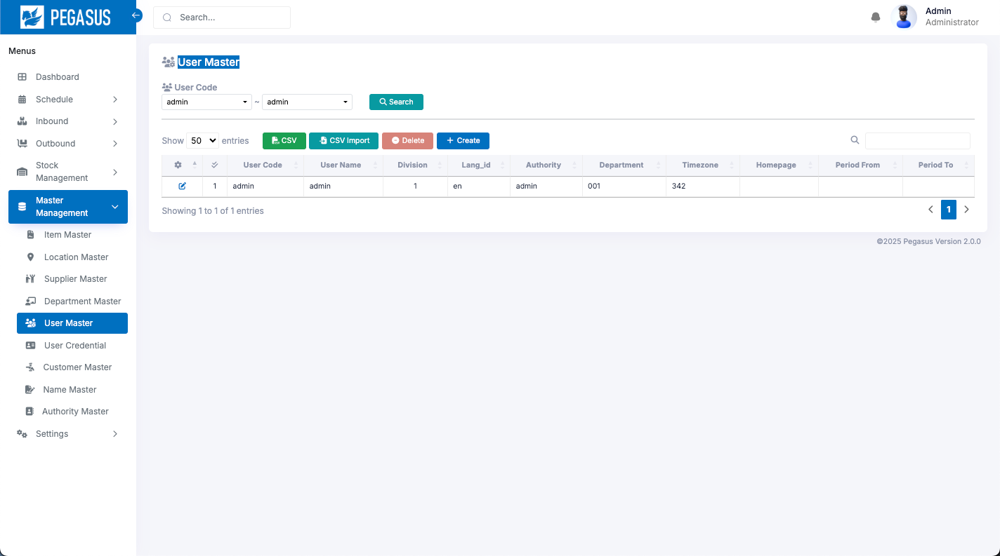 PEGASUS
Search...
Admin
Administrator
Menus
Dashboard
Schedule
Inbound
Outbound
Stock
Management
Master
Management
Item Master
Location Master
Supplier Master
Department Master
User Master
User Credential
Customer Master
Name Master
Authority Master
Settings
User Master
User Code
admin ~ admin Search
Show 50 entries CSV CSV Import Delete Create
User Code User Name Division Lang_id Authority Department Timezone Homepage Period From Period To
1 admin admin 1 en admin 001 342
Showing 1 to 1 of 1 entries
1
©2025 Pegasus Version 2.0.0